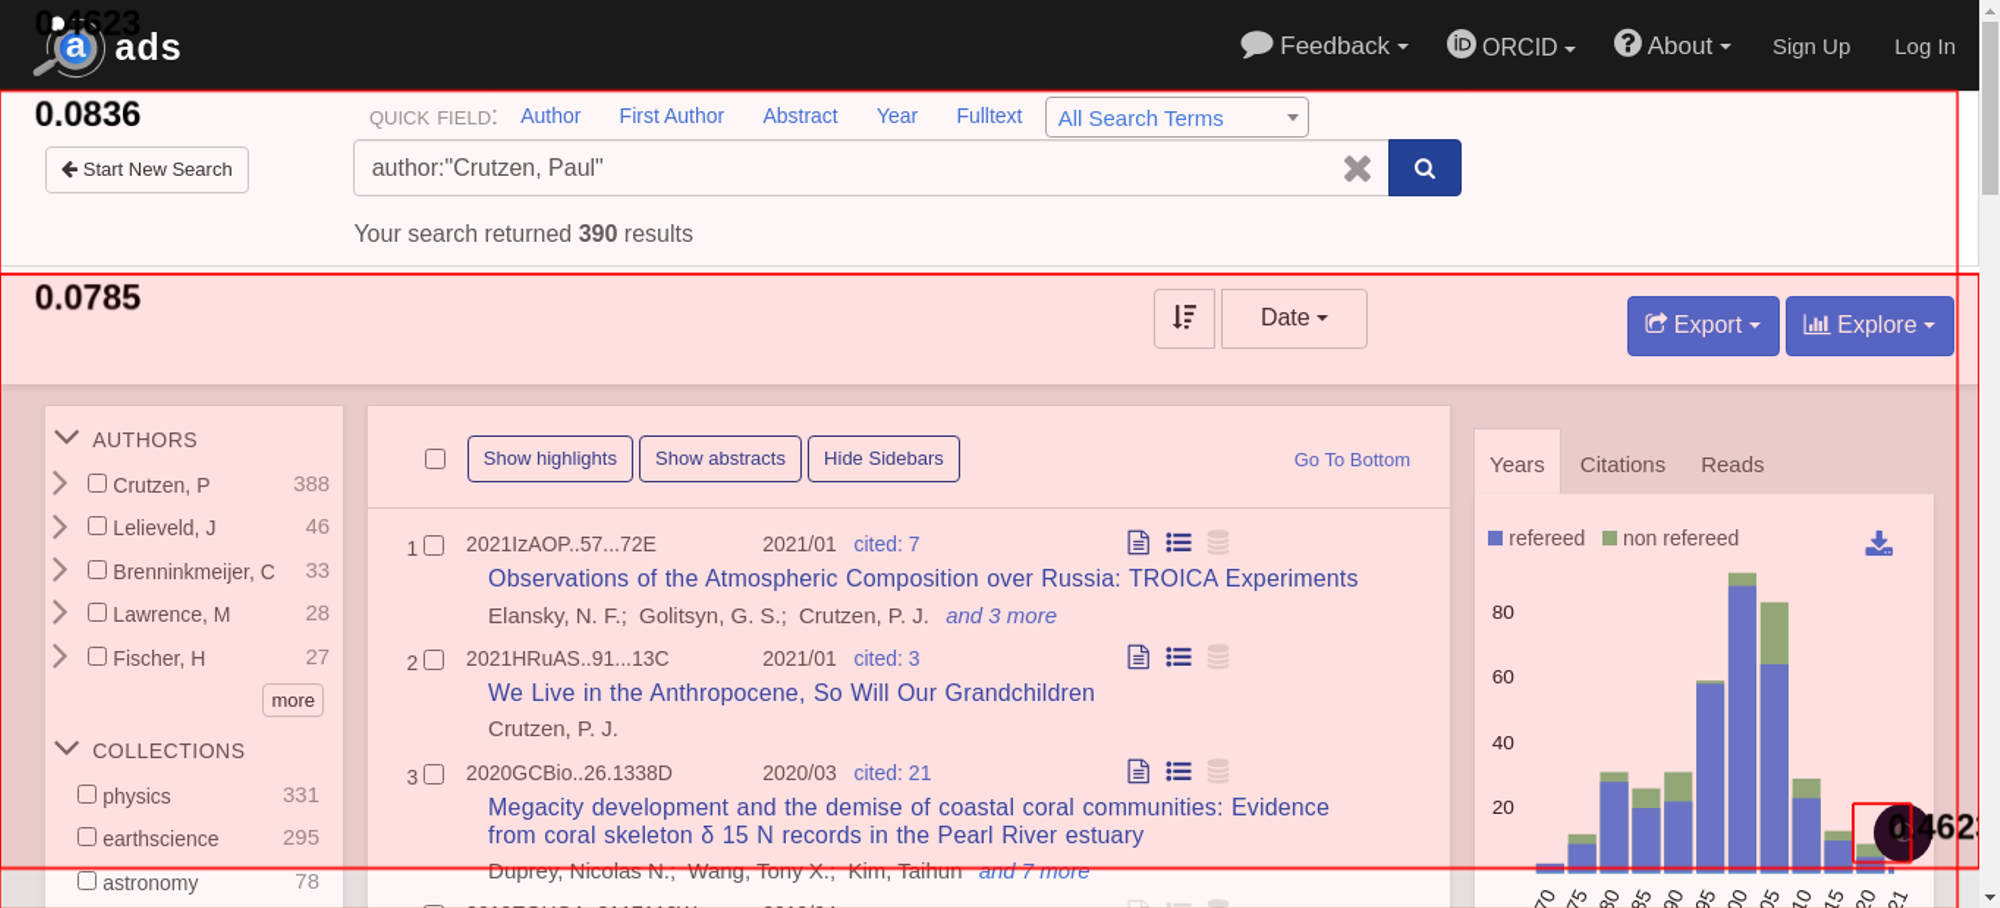 0.4623
a ads
Feedback ORCID About Sign Up Log In
0.0836
QUICK FIELD: Author First Author Abstract Year Fulltext All Search Terms
Start New Search
author:"Crutzen, Paul"
Your search returned 390 results
0.0785
Date
Export Explore
AUTHORS
Crutzen, P 388
Lelieveld, J 46
Brenninkmeijer, C 33
Lawrence, M 28
Fischer, H 27
more
COLLECTIONS
physics 331
earthscience 295
astronomy 78
Show highlights Show abstracts Hide Sidebars Go To Bottom
1 2021IzAOP..57...72E 2021/01 cited: 7
Observations of the Atmospheric Composition over Russia: TROICA Experiments
Elansky, N. F.; Golitsyn, G. S.; Crutzen, P. J. and 3 more
2 2021HRuAS..91...13C 2021/01 cited: 3
We Live in the Anthropocene, So Will Our Grandchildren
Crutzen, P. J.
3 2020GCBio..26.1338D 2020/03 cited: 21
Megacity development and the demise of coastal coral communities: Evidence
from coral skeleton δ 15 N records in the Pearl River estuary
Duprey, Nicolas N.; Wang, Tony X.; Kim, Taihun and 7 more
Years Citations Reads
refereed non refereed
80
60
40
20
0.4623
70 75 80 85 90 95 00 05 10 15 20 21